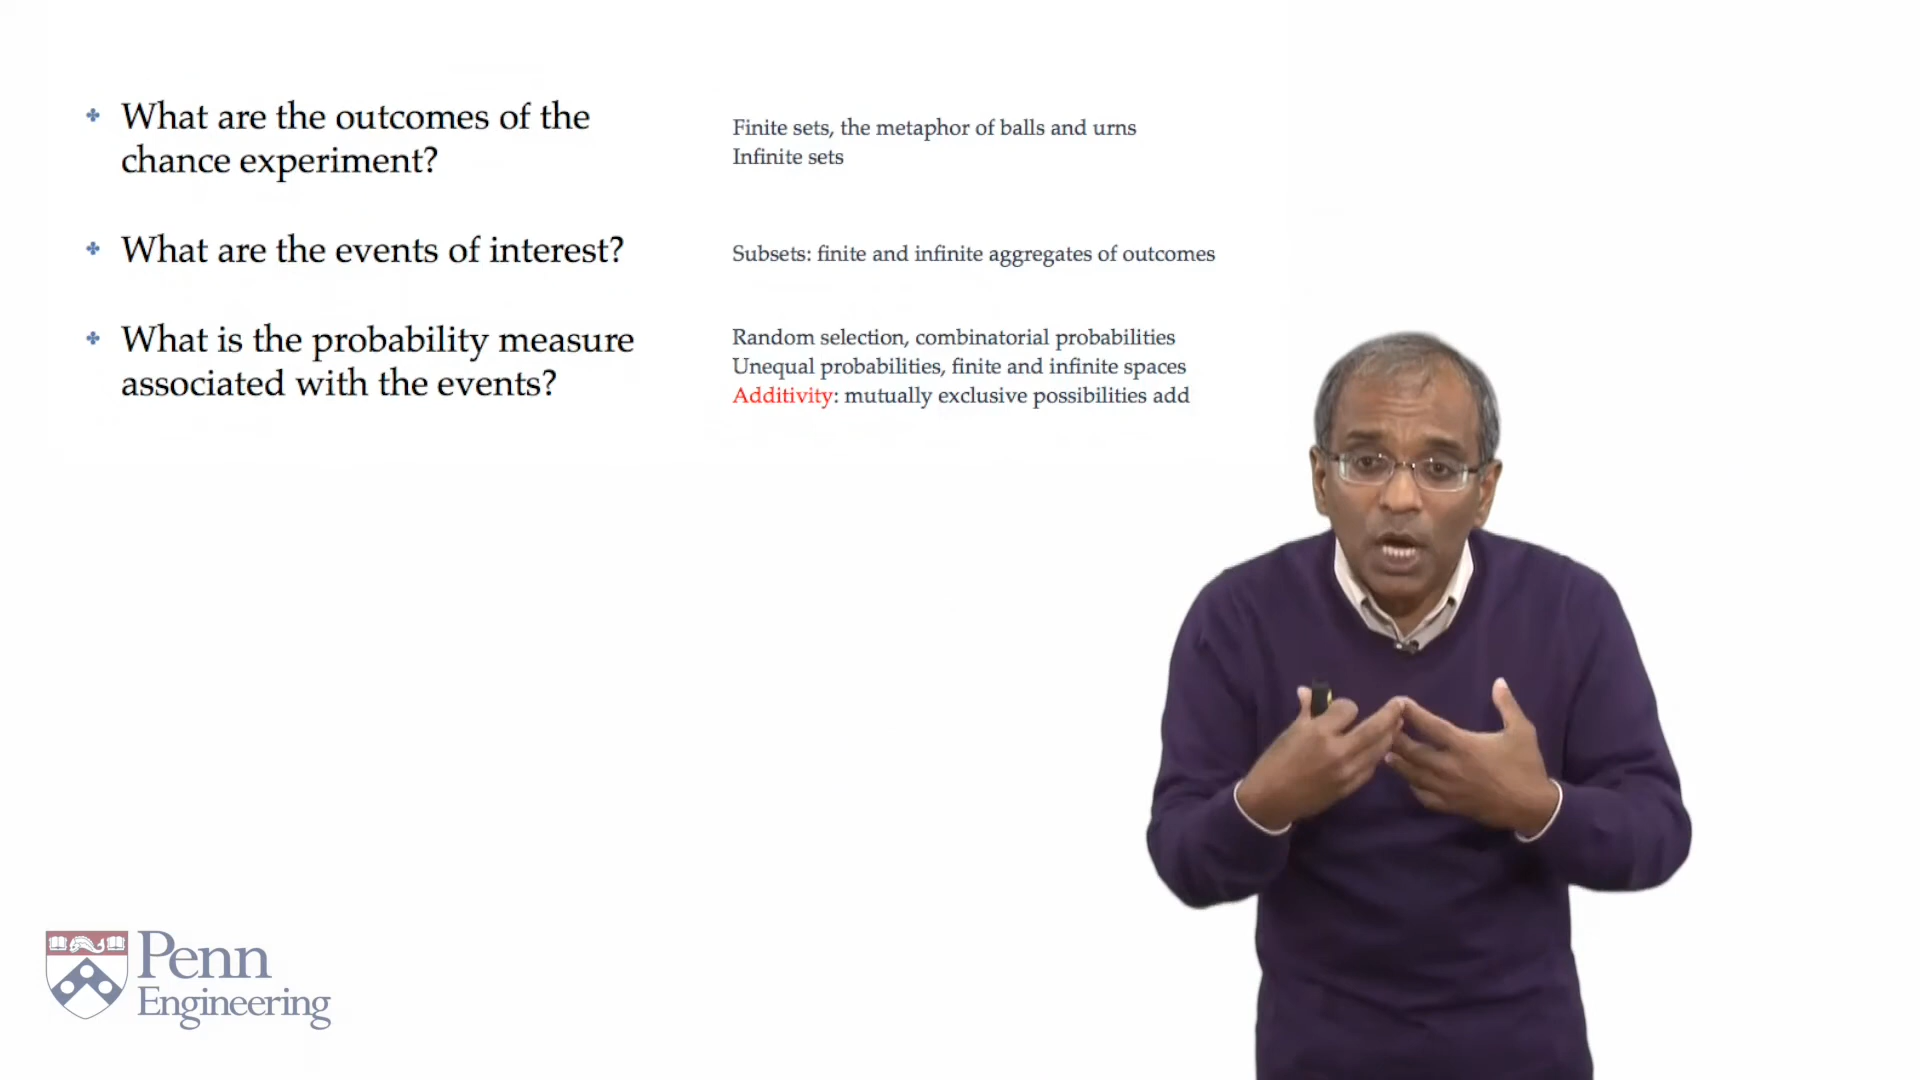 What are the outcomes of the
chance experiment?
Finite sets, the metaphor of balls and urns
Infinite sets
What are the events of interest?
Subsets: finite and infinite aggregates of outcomes
What is the probability measure
associated with the events?
Random selection, combinatorial probabilities
Unequal probabilities, finite and infinite spaces
Additivity: mutually exclusive possibilities add
Penn
Engineering